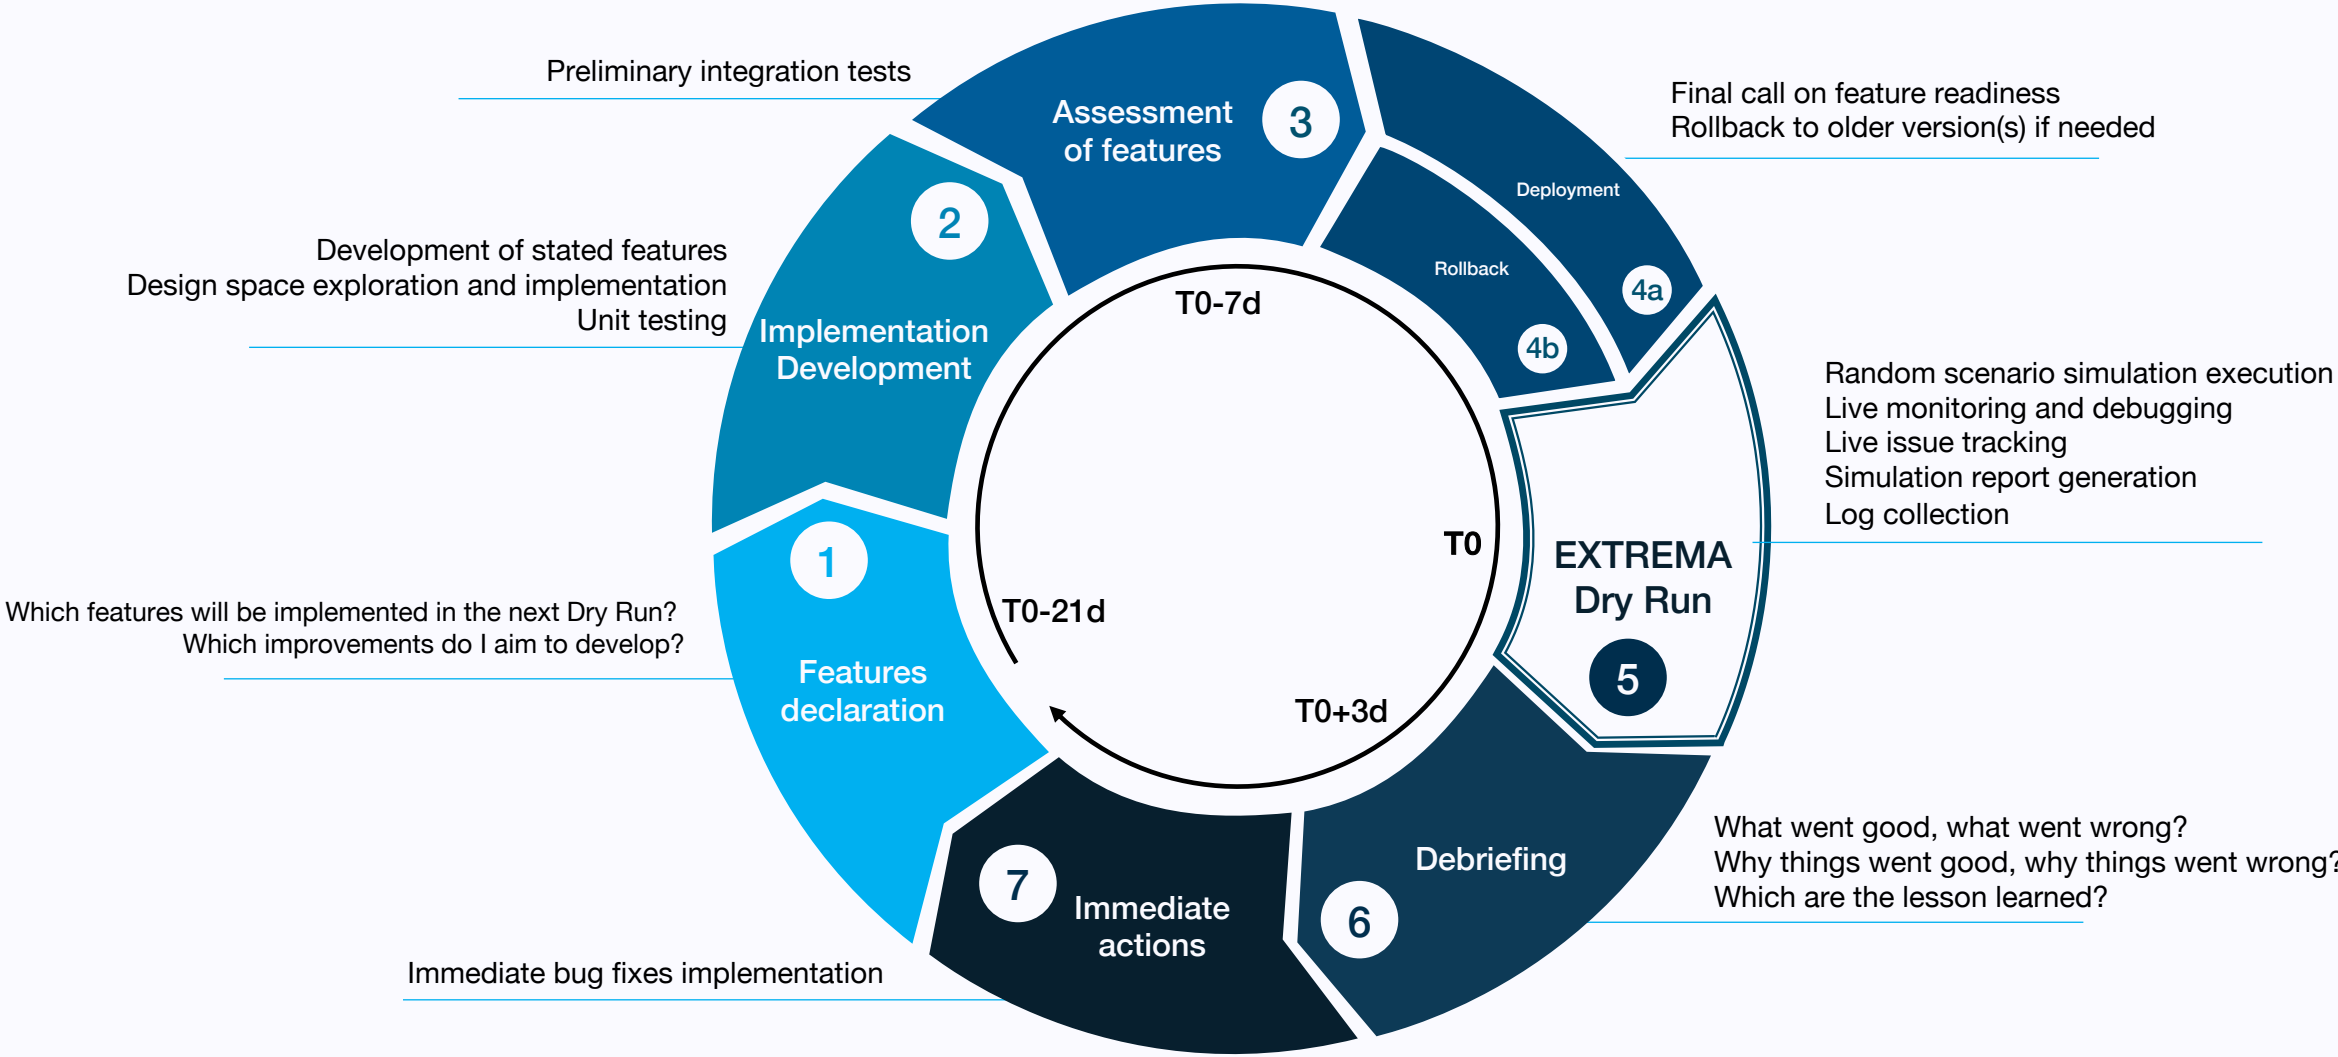 Preliminary integration tests
Assessment
of features
3
Final call on feature readiness
Rollback to older version(s) if needed
Deployment
4a
Rollback
4b
2
Development of stated features
Design space exploration and implementation
Unit testing
Implementation
Development
T0-7d
Random scenario simulation execution
Live monitoring and debugging
Live issue tracking
Simulation report generation
Log collection
T0
EXTREMA
Dry Run
5
1
Which features will be implemented in the next Dry Run?
Which improvements do I aim to develop?
Features
declaration
T0-21d
T0+3d
What went good, what went wrong?
Why things went good, why things went wrong?
Which are the lesson learned?
Debriefing
6
7
Immediate
actions
Immediate bug fixes implementation